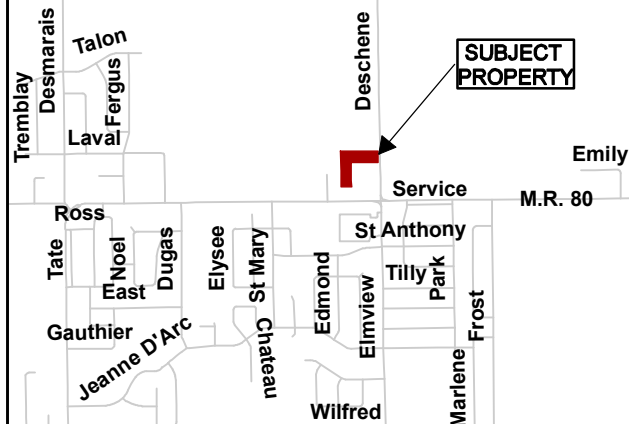 Talon
Desmarais
Tremblay
Fergus
Laval
Deschene
SUBJECT
PROPERTY
Emily
Service
M.R. 80
Ross
St Anthony
Tate
Noel
Dugas
East
Elysee
St Mary
Tilly
Park
Edmond
Elmview
Frost
Gauthier
Jeanne D'Arc
Chateau
Marlene
Wilfred